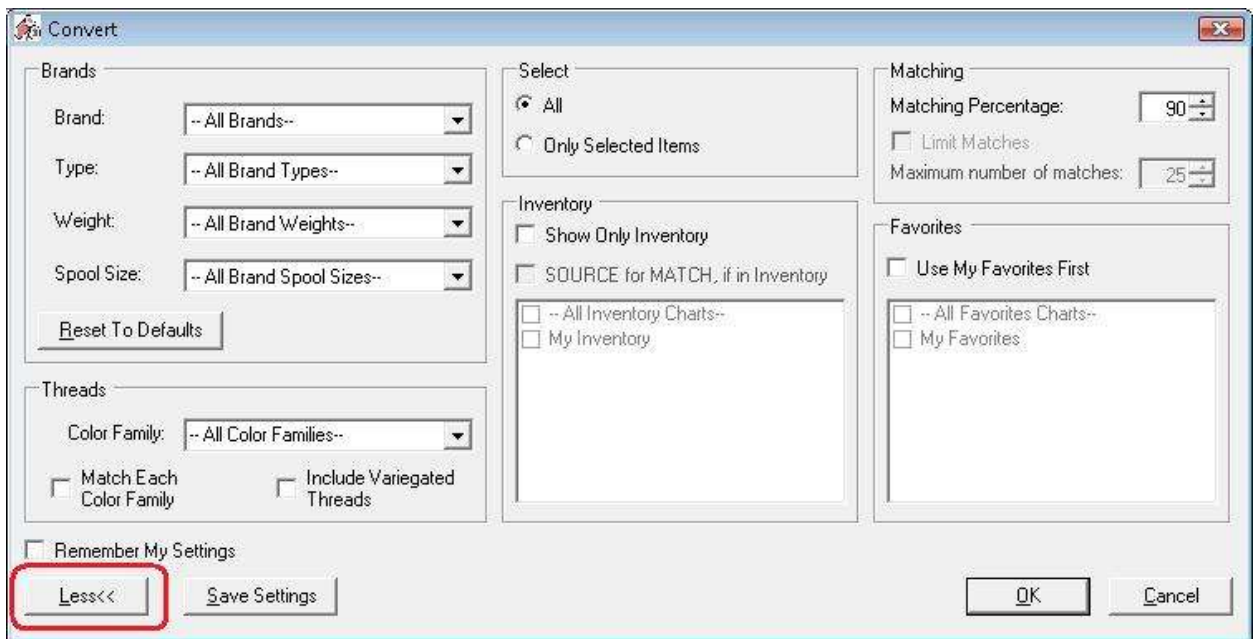 Convert
Brands
Brand:
-- All Brands--
Type:
-- All Brand Types--
Weight:
-- All Brand Weights--
Spool Size:
-- All Brand Spool Sizes--
Reset To Defaults
Threads
Color Family:
-- All Color Families--
Match Each
Color Family
Include Variegated
Threads
Select
All
Only Selected Items
Inventory
Show Only Inventory
SOURCE for MATCH, if in Inventory
-- All Inventory Charts--
My Inventory
Matching
Matching Percentage:
90
Limit Matches
Maximum number of matches:
25
Favorites
Use My Favorites First
-- All Favorites Charts--
My Favorites
Remember My Settings
Less<<
Save Settings
OK
Cancel